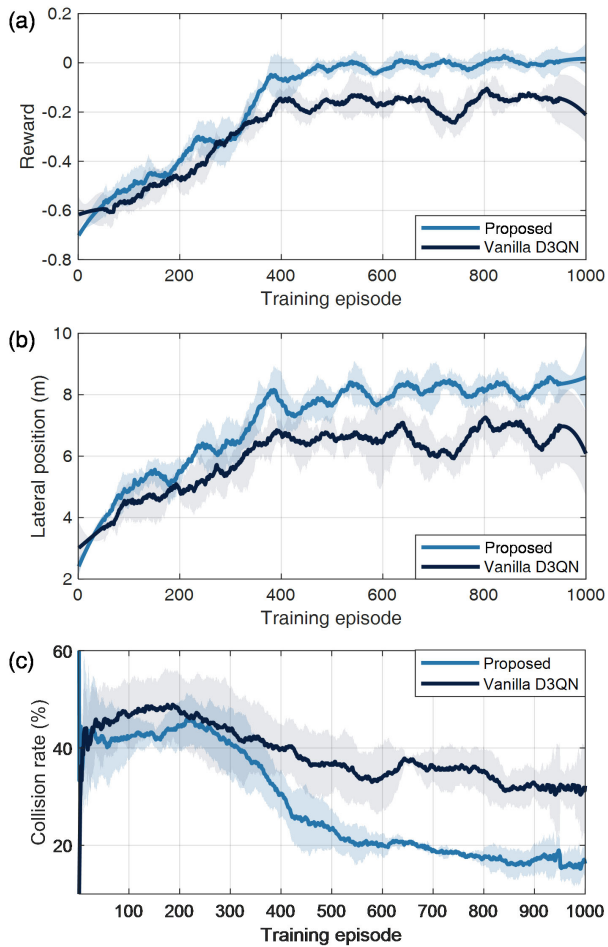 (a)
0.2
0
-0.2
-0.4
-0.6
-0.8
Reward
Proposed
Vanilla D3QN
0 200 400 600 800 1000
Training episode
(b)
10
8
6
4
2
Lateral position (m)
Proposed
Vanilla D3QN
0 200 400 600 800 1000
Training episode
(c)
60
40
20
Collision rate (%)
Proposed
Vanilla D3QN
100 200 300 400 500 600 700 800 900 1000
Training episode